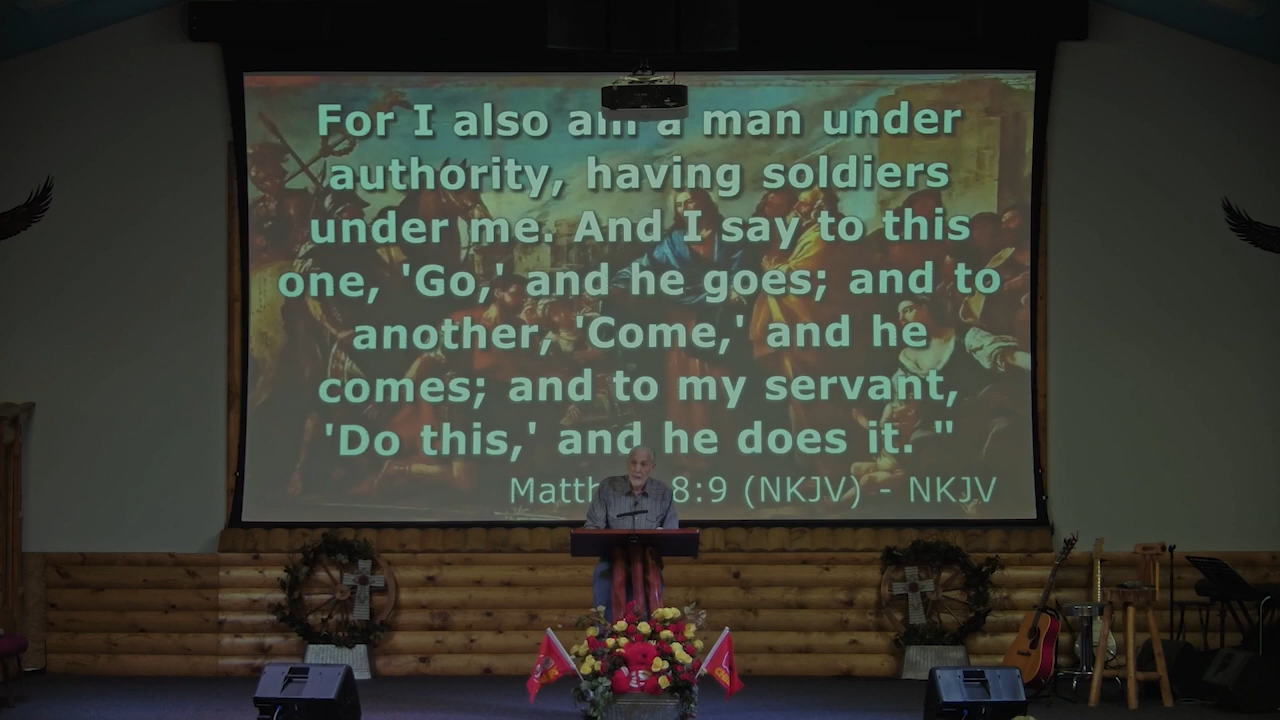 For I also am a man under
authority, having soldiers
under me. And I say to this
one, 'Go,' and he goes; and to
another, 'Come,' and he
comes; and to my servant,
'Do this,' and he does it. "
Matth 8:9 (NKJV) - NKJV